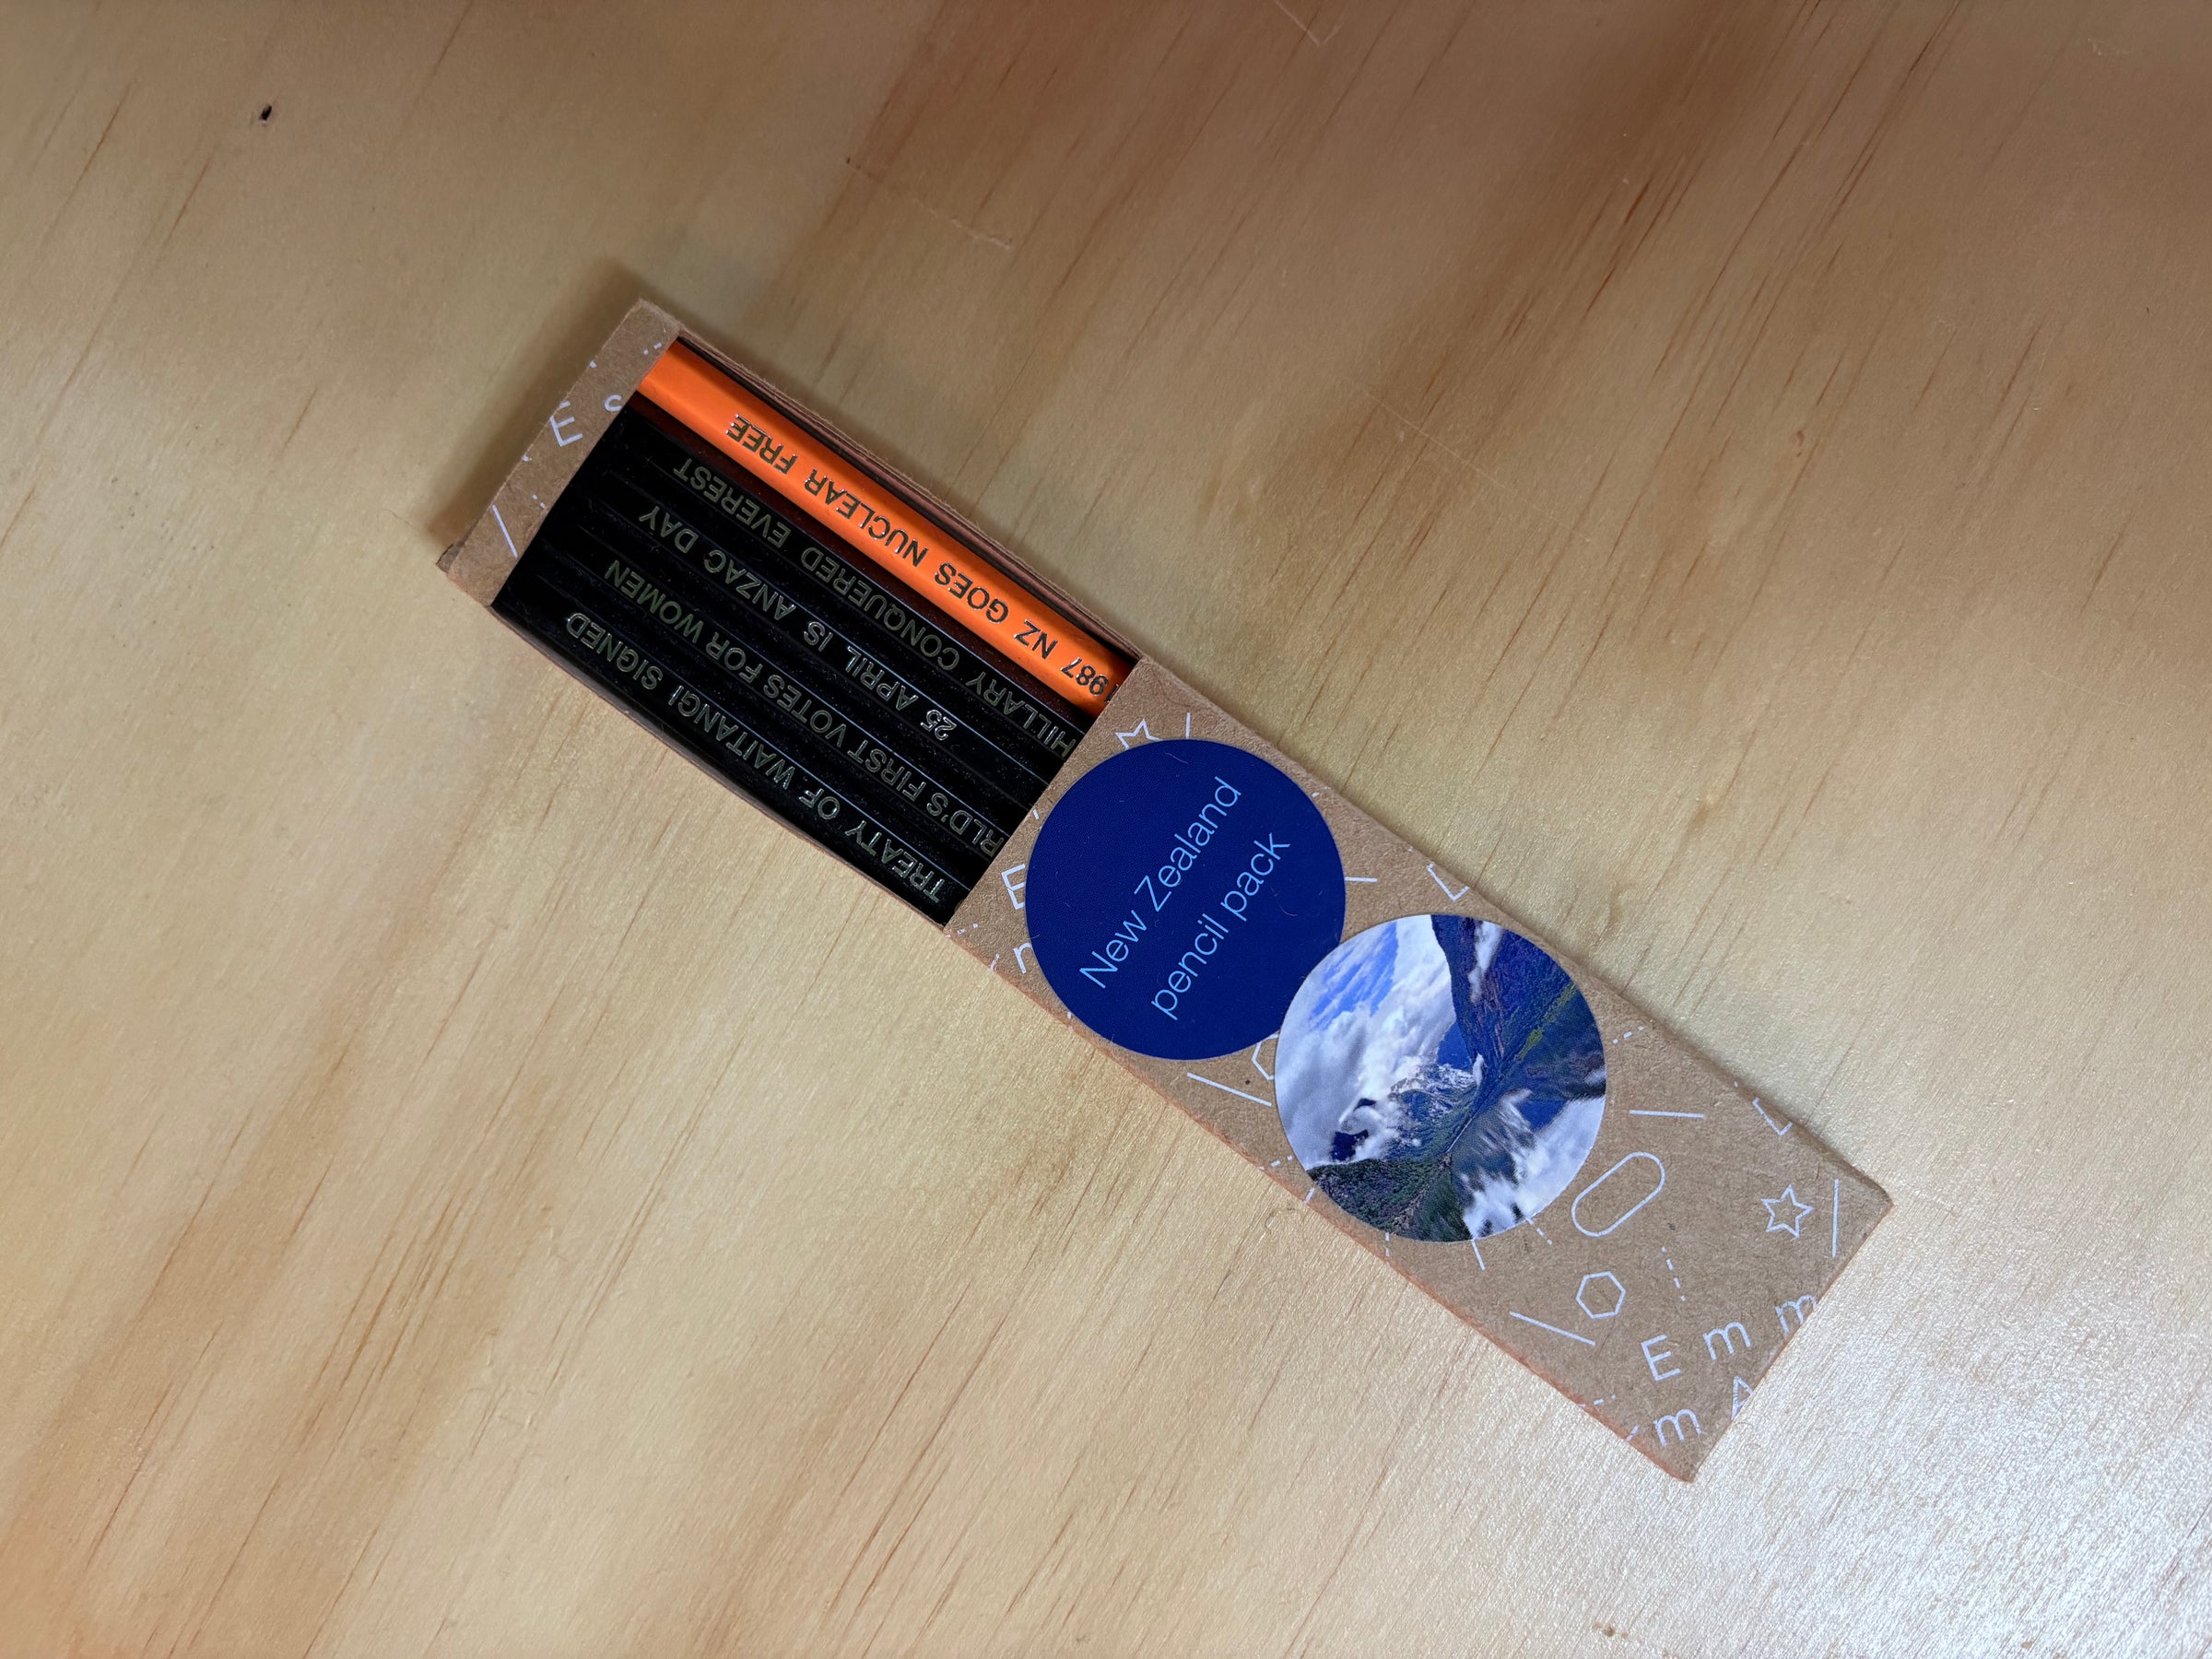 1987 NZ GOES NUCLEAR FREE
HILLARY CONQUERED EVEREST
25 APRIL IS ANZAC DAY
RLD'S FIRST VOTES FOR WOMEN
TREATY OF WAITANGI SIGNED
New Zealand
pencil pack
E
E
m
E m m
m